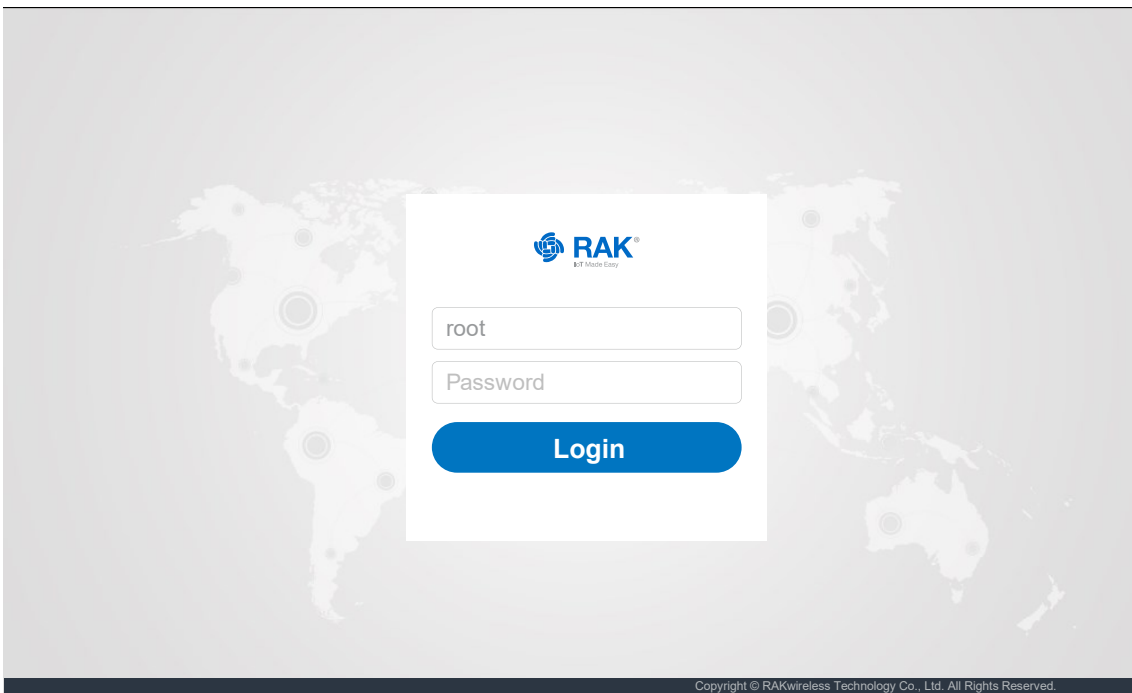 RAK®
IoT Made Easy
root
Password
Login
Copyright © RAKwireless Technology Co., Ltd. All Rights Reserved.